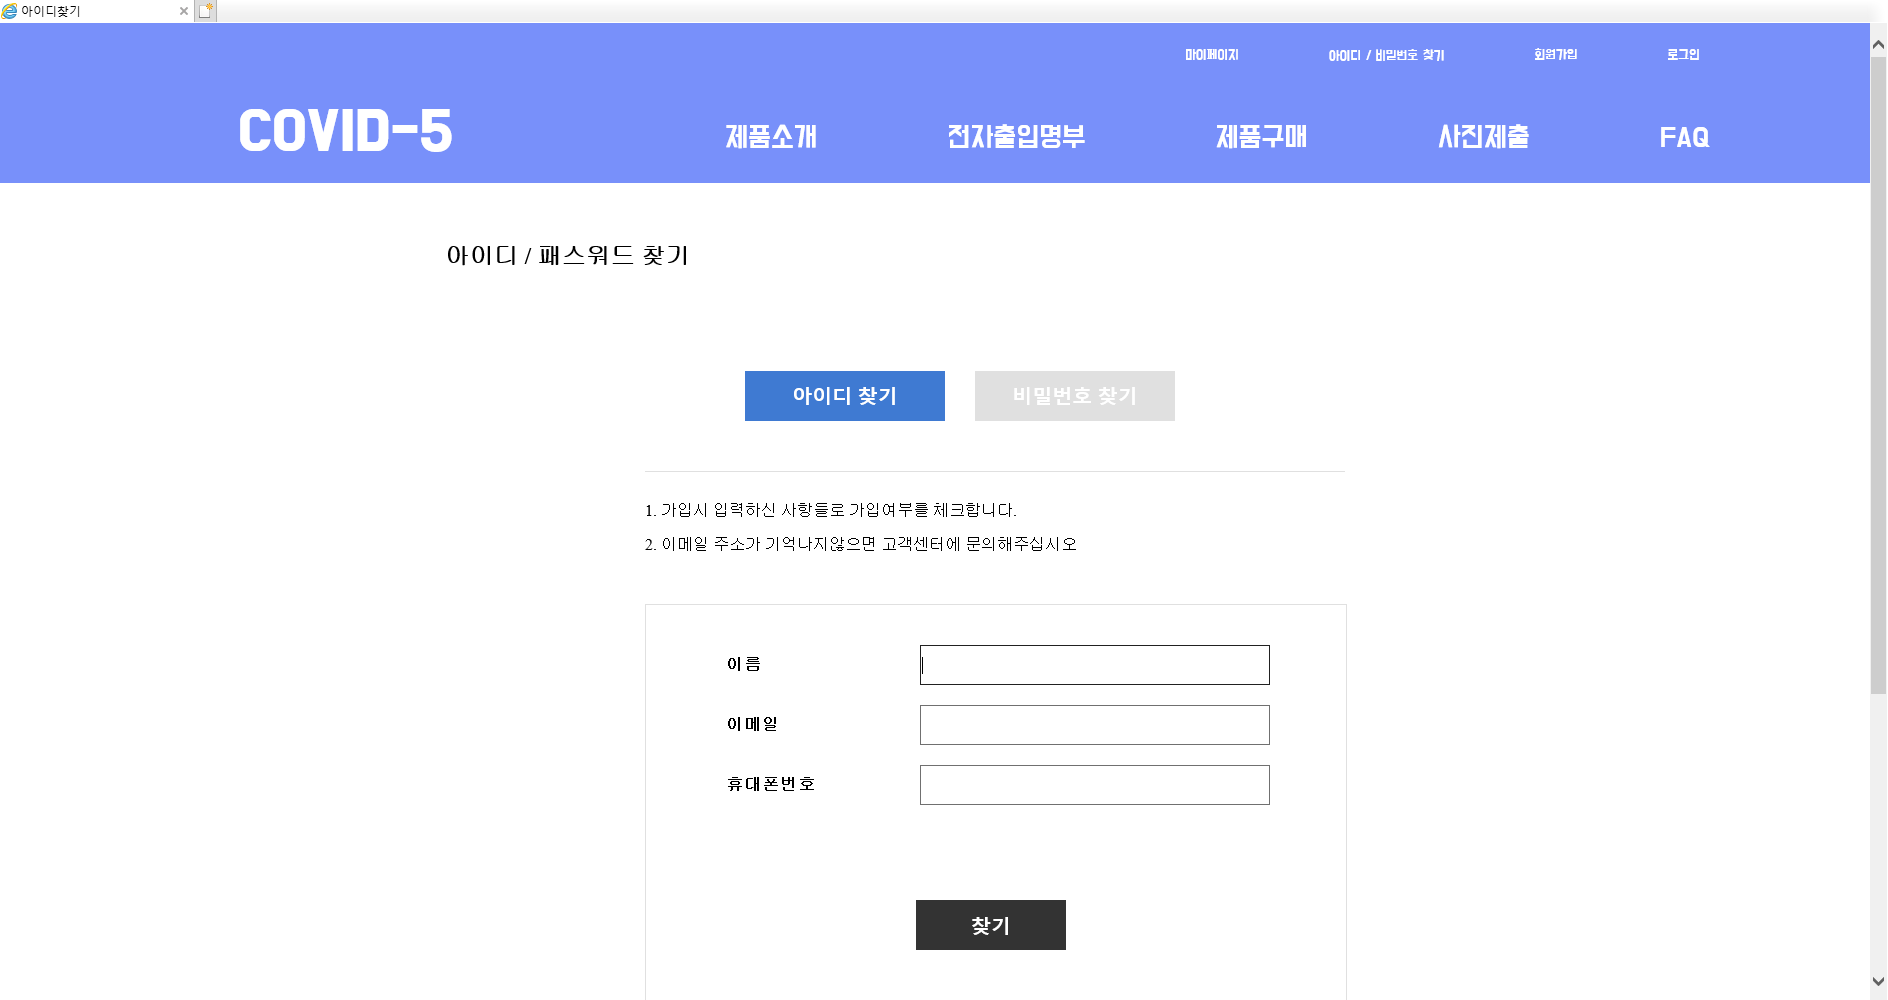 아이디찾기
마이페이지 아이디 / 비밀번호 찾기 회원가입 로그인
COVID-5 제품소개 전자출입명부 제품구매 사진제출 FAQ
아이디 / 패스워드 찾기
아이디 찾기 비밀번호 찾기
1. 가입시 입력하신 사항들로 가입여부를 체크합니다.
2. 이메일 주소가 기억나지않으면 고객센터에 문의해주십시오
이름
이메일
휴대폰번호
찾기